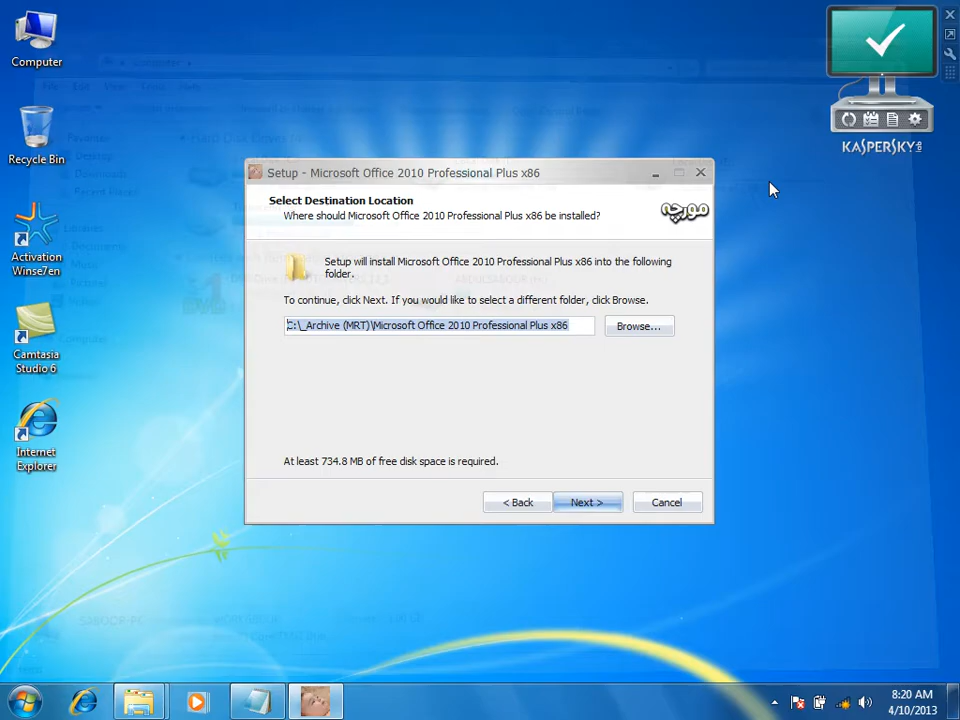 Computer
Recycle Bin
Activation
Winse7en
Camtasia
Studio 6
Internet
Explorer
KASPERSKY
Setup - Microsoft Office 2010 Professional Plus x86
Select Destination Location
Where should Microsoft Office 2010 Professional Plus x86 be installed?
مورچه
Setup will install Microsoft Office 2010 Professional Plus x86 into the following
folder.
To continue, click Next. If you would like to select a different folder, click Browse.
C:\_Archive (MRT)\Microsoft Office 2010 Professional Plus x86
Browse...
At least 734.8 MB of free disk space is required.
< Back
Next >
Cancel
8:20 AM
4/10/2013